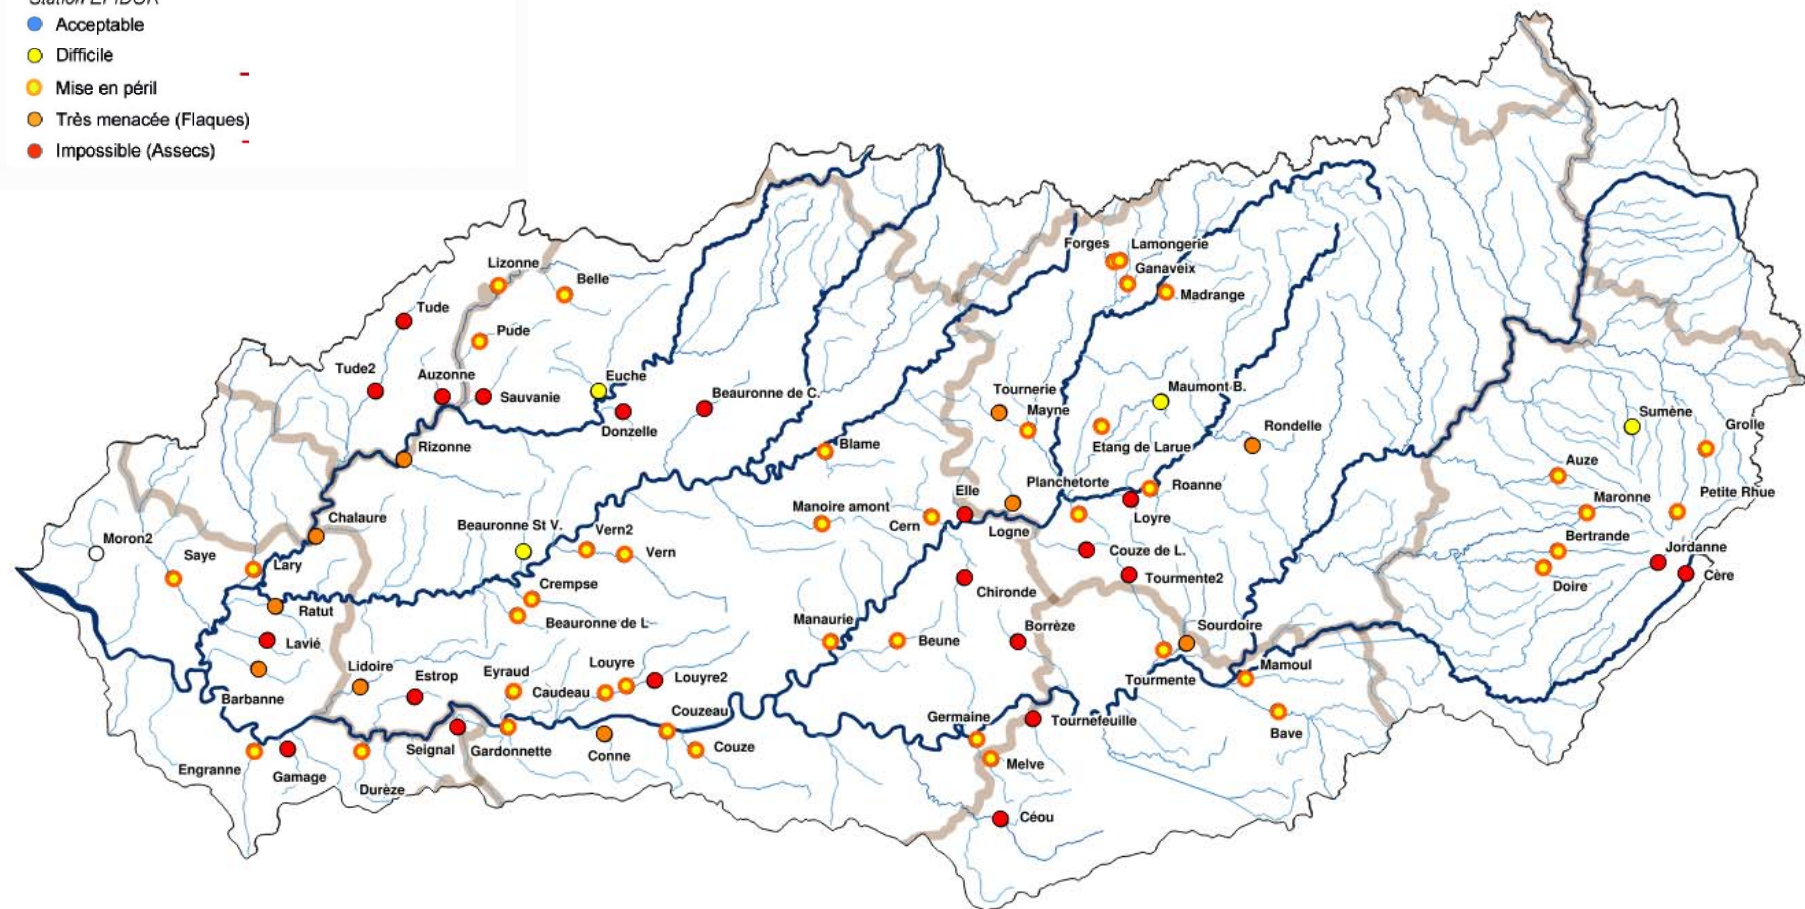 Station EPIDOR
Acceptable
Difficile
Mise en péril
Très menacée (Flaques)
Impossible (Assecs)
Forges
Lamongerie
Lizonne
Ganaveix
Belle
Madrange
Tude
Pude
Tude2
Auzonne
Euche
Sauvanie
Beauronne de C.
Tournerie
Maumont B.
Mayne
Sumène
Donzelle
Rondelle
Grolle
Rizonne
Blame
Etang de Larue
Auze
Elle
Planchetorte
Roanne
Maronne
Petite Rhue
Manoire amont
Chalaure
Beauronne St V.
Cern
Loyre
Moron2
Vern2
Logne
Bertrande
Saye
Vern
Couze de L.
Jordanne
Lary
Tourmente2
Cère
Crempse
Doire
Chironde
Ratut
Beauronne de L
Manaurie
Borrèze
Sourdoire
Lavié
Beune
Lidoire
Eyraud
Louyre
Mamoul
Estrop
Louyre2
Tourmente
Caudeau
Barbanne
Couzeau
Germaine
Tournefeuille
Bave
Seignal
Gardonnette
Conne
Couze
Engranne
Gamage
Melve
Durèze
Céou